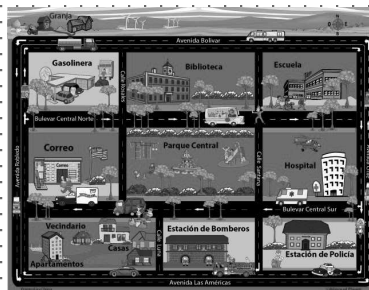 Granja
Avenida Bolívar
Gasolinera
Calle Rosales
Biblioteca
Escuela
Bulevar Central Norte
Avenida Robledo
Correo
Correo
Parque Central
Calle Santana
Hospital
Bulevar Central Sur
Vecindario
Casas
Apartamentos
Calle Luna
Estación de Bomberos
Estación de Policía
Avenida Las Américas